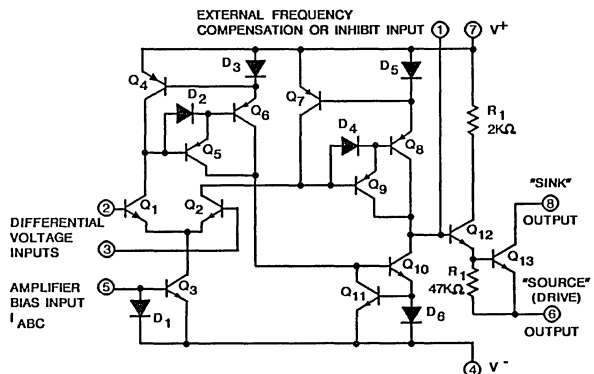 EXTERNAL FREQUENCY
COMPENSATION OR INHIBIT INPUT
1
7 V+
Q4
D3
Q7
D5
D2
Q6
D4
Q8
R1
2KΩ
Q5
Q9
"SINK"
8
OUTPUT
2
Q1
Q2
Q12
Q13
DIFFERENTIAL
VOLTAGE
INPUTS
3
Q10
R1
47KΩ
"SOURCE"
(DRIVE)
6
OUTPUT
AMPLIFIER
BIAS INPUT
IABC
5
Q3
Q11
D1
D6
4 V-